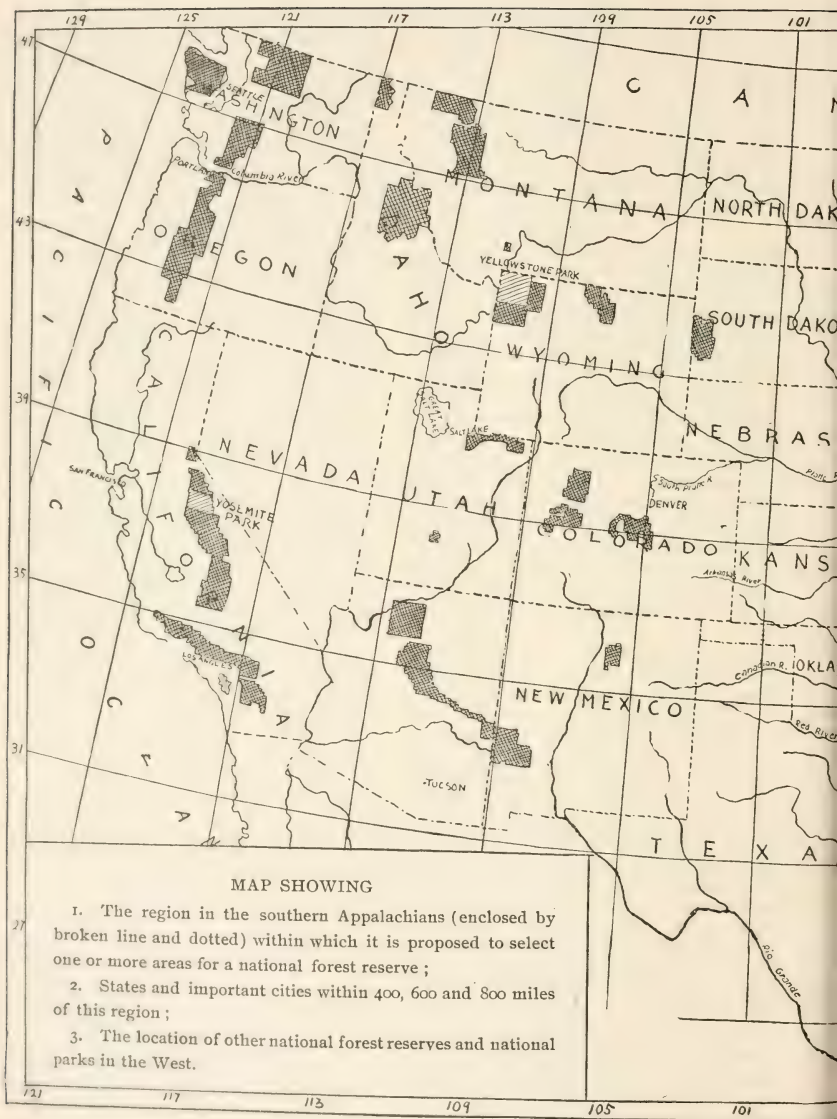 129 125 121 117 113 109 105 101
47
C A N
SEATTLE
WASHINGTON
PORTLAND
Columbia River
MONTANA
NORTH DAK
43
OREGON
IDAHO
YELLOWSTONE PARK
SOUTH DAKO
WYOMING
39
PACIFIC
OCEAN
CALIFORNIA
NEVADA
GREAT SALT LAKE
SALT LAKE
NEBRAS
South Platte R
Platte R
DENVER
SAN FRANCISCO
YOSEMITE PARK
UTAH
COLORADO
KANS
Arkansas River
35
LOS ANGELES
NEW MEXICO
Canadian R.
OKLA
Red River
31
TUCSON
TEXA
27
Rio Grande
MAP SHOWING
1. The region in the southern Appalachians (enclosed by
broken line and dotted) within which it is proposed to select
one or more areas for a national forest reserve ;
2. States and important cities within 400, 600 and 800 miles
of this region ;
3. The location of other national forest reserves and national
parks in the West.
121 117 113 109 105 101